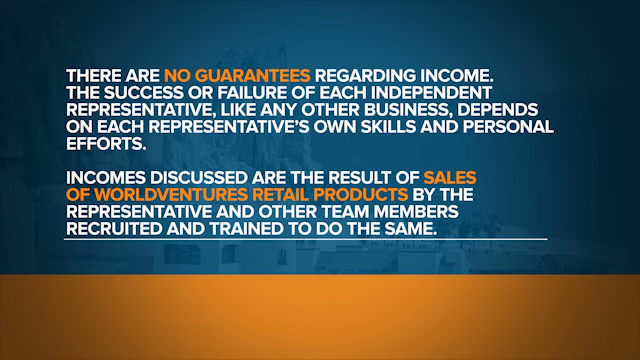 THERE ARE NO GUARANTEES REGARDING INCOME.
THE SUCCESS OR FAILURE OF EACH INDEPENDENT
REPRESENTATIVE, LIKE ANY OTHER BUSINESS, DEPENDS
ON EACH REPRESENTATIVE'S OWN SKILLS AND PERSONAL
EFFORTS.
INCOMES DISCUSSED ARE THE RESULT OF SALES
OF WORLDVENTURES RETAIL PRODUCTS BY THE
REPRESENTATIVE AND OTHER TEAM MEMBERS
RECRUITED AND TRAINED TO DO THE SAME.